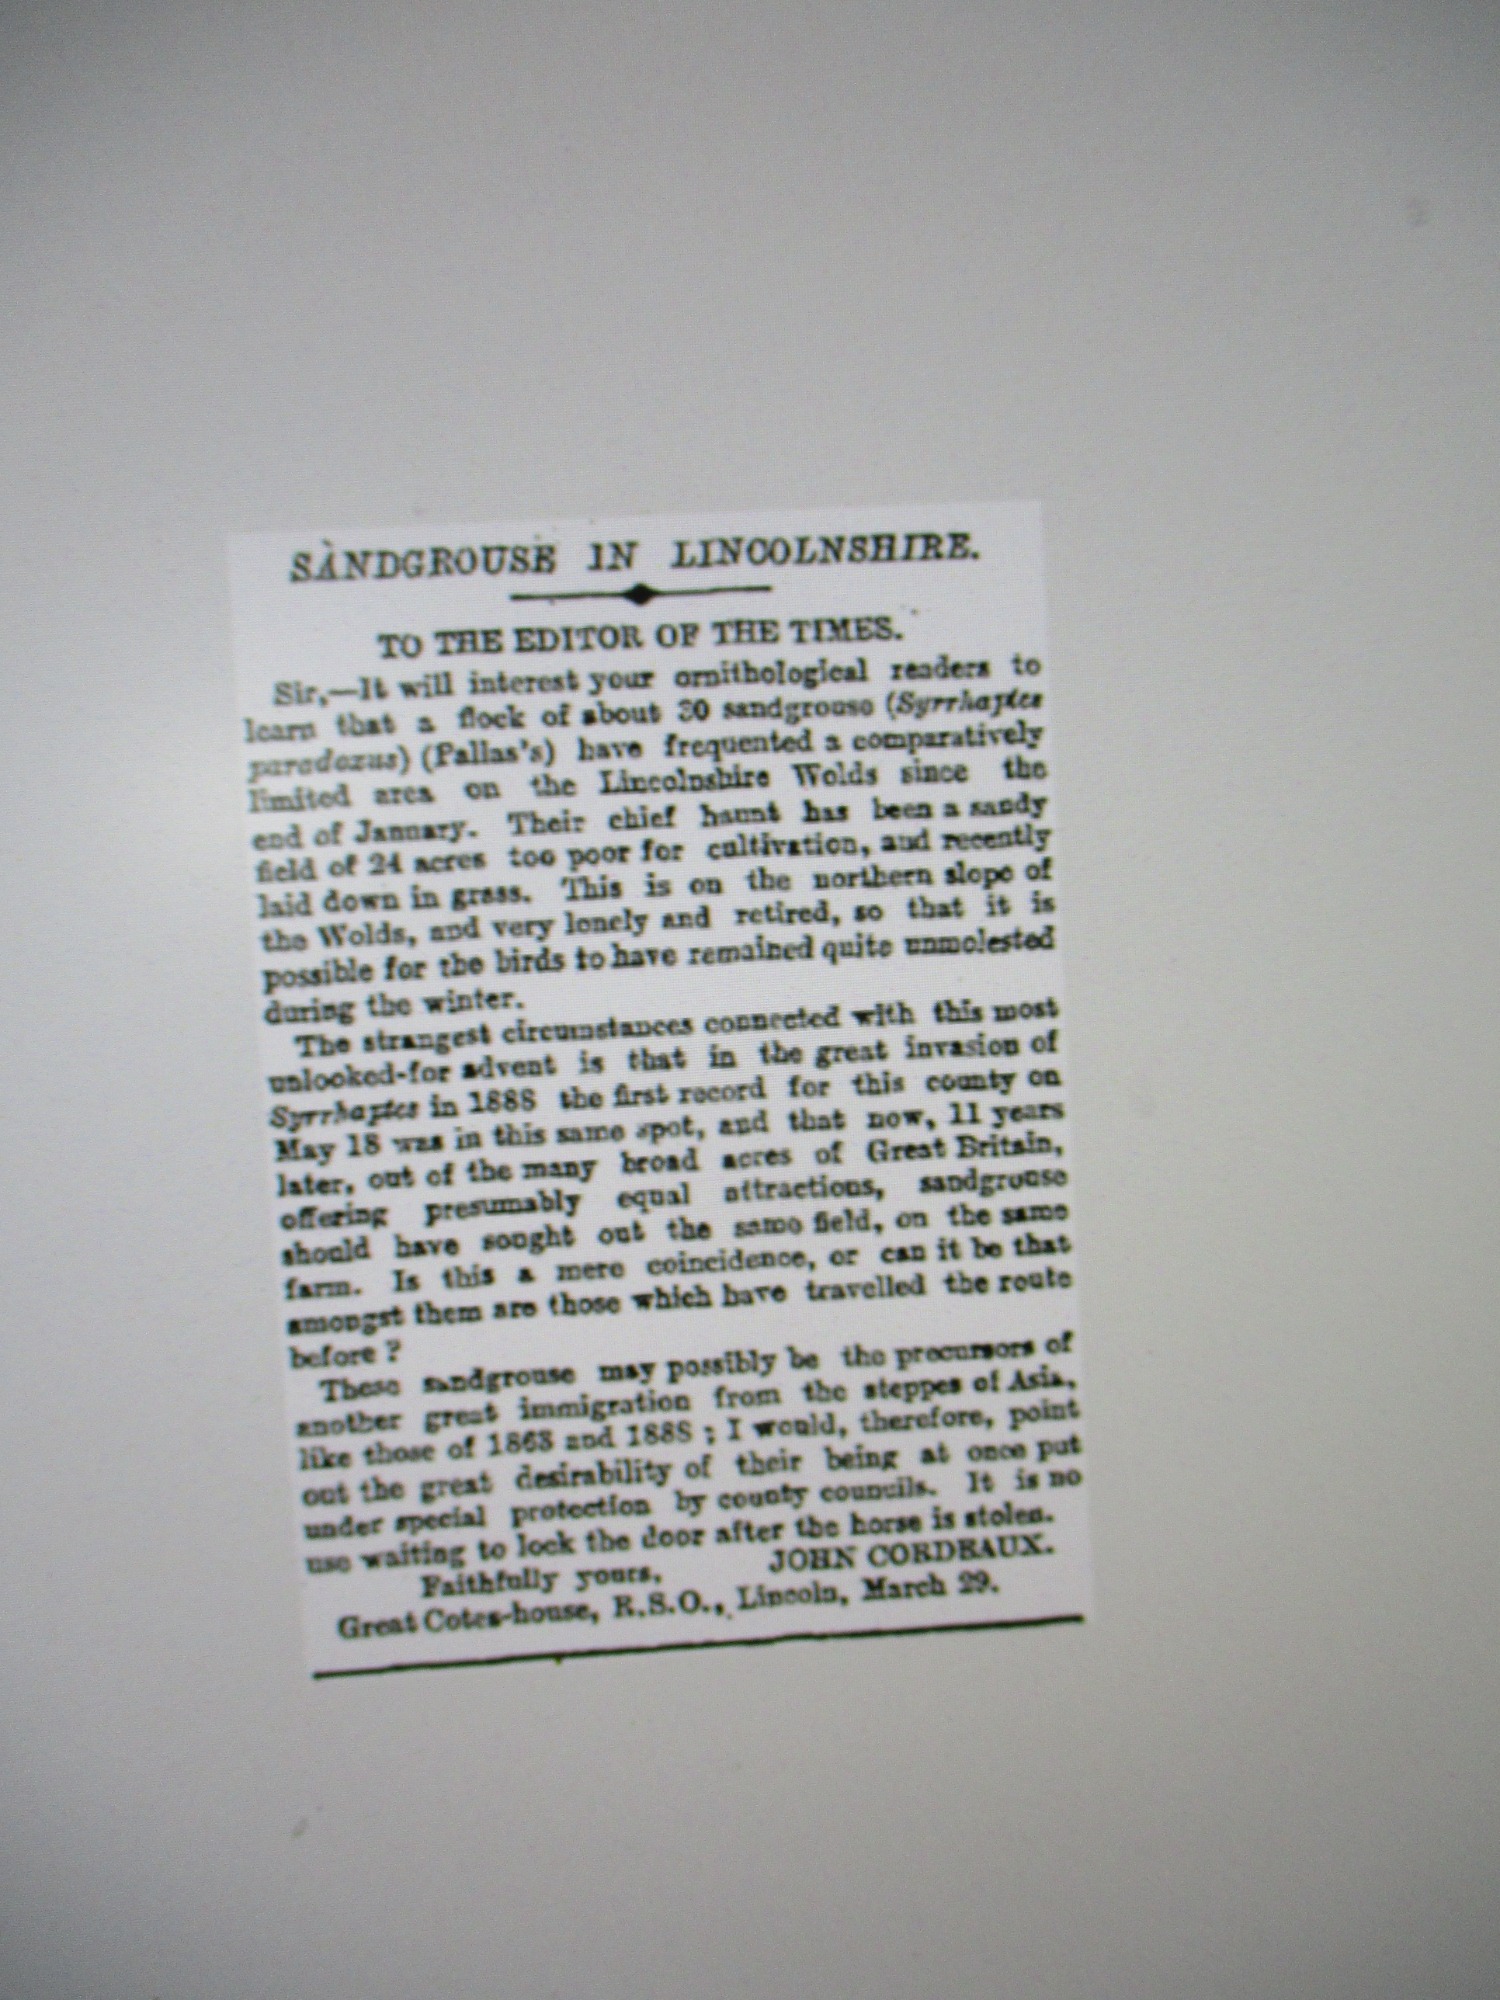 SANDGROUSE IN LINCOLNSHIRE.
TO THE EDITOR OF THE TIMES.
Sir,—It will interest your ornithological readers to
learn that a flock of about 30 sandgrouse (Syrrhaptes
paradoxus) (Pallas's) have frequented a comparatively
limited area on the Lincolnshire Wolds since the
end of January. Their chief haunt has been a sandy
field of 24 acres too poor for cultivation, and recently
laid down in grass. This is on the northern slope of
the Wolds, and very lonely and retired, so that it is
possible for the birds to have remained quite unmolested
during the winter.
The strangest circumstances connected with this most
unlooked-for advent is that in the great invasion of
Syrrhaptes in 1888 the first record for this county on
May 18 was in this same spot, and that now, 11 years
later, out of the many broad acres of Great Britain,
offering presumably equal attractions, sandgrouse
should have sought out the same field, on the same
farm. Is this a mere coincidence, or can it be that
amongst them are those which have travelled the route
before ?
These sandgrouse may possibly be the precursors of
another great immigration from the steppes of Asia,
like those of 1863 and 1888 ; I would, therefore, point
out the great desirability of their being at once put
under special protection by county councils. It is no
use waiting to lock the door after the horse is stolen.
Faithfully yours, JOHN CORDEAUX.
Great Cotes-house, R.S.O., Lincoln, March 29.